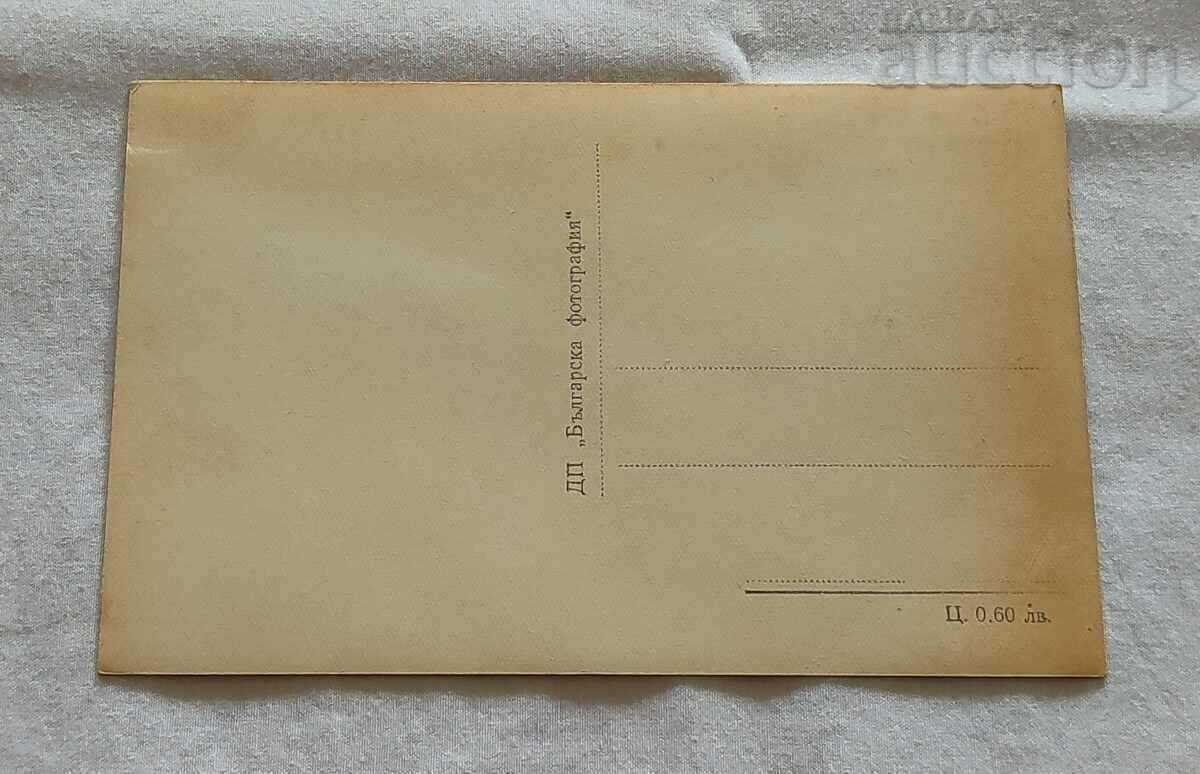 auction
ДП „Българска фотография“
Ц. 0.60 лв.